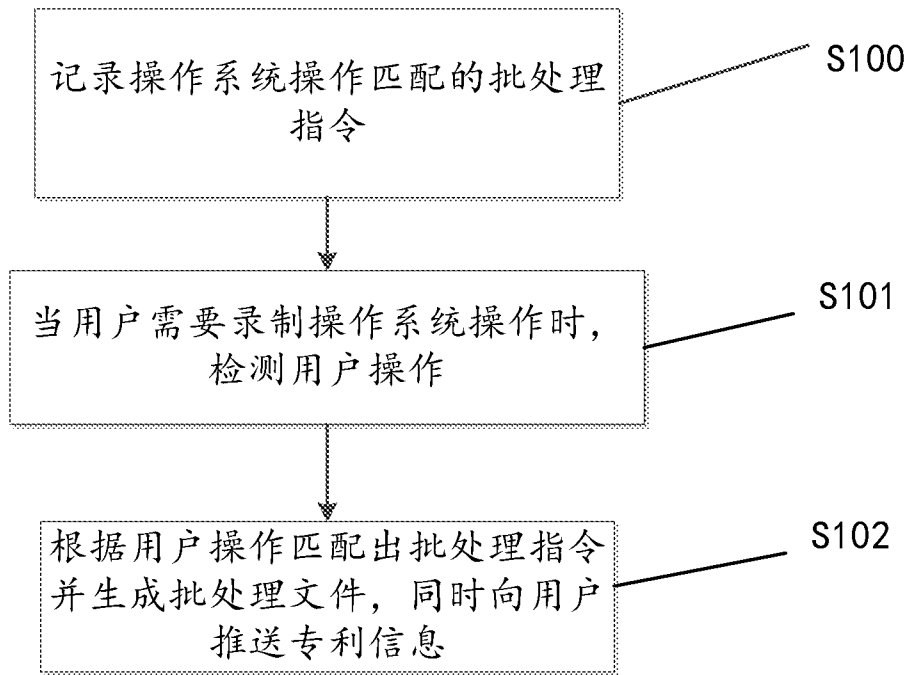 记录操作系统操作匹配的批处理
指令
S100
当用户需要录制操作系统操作时，
检测用户操作
S101
根据用户操作匹配出批处理指令
并生成批处理文件，同时向用户
推送专利信息
S102